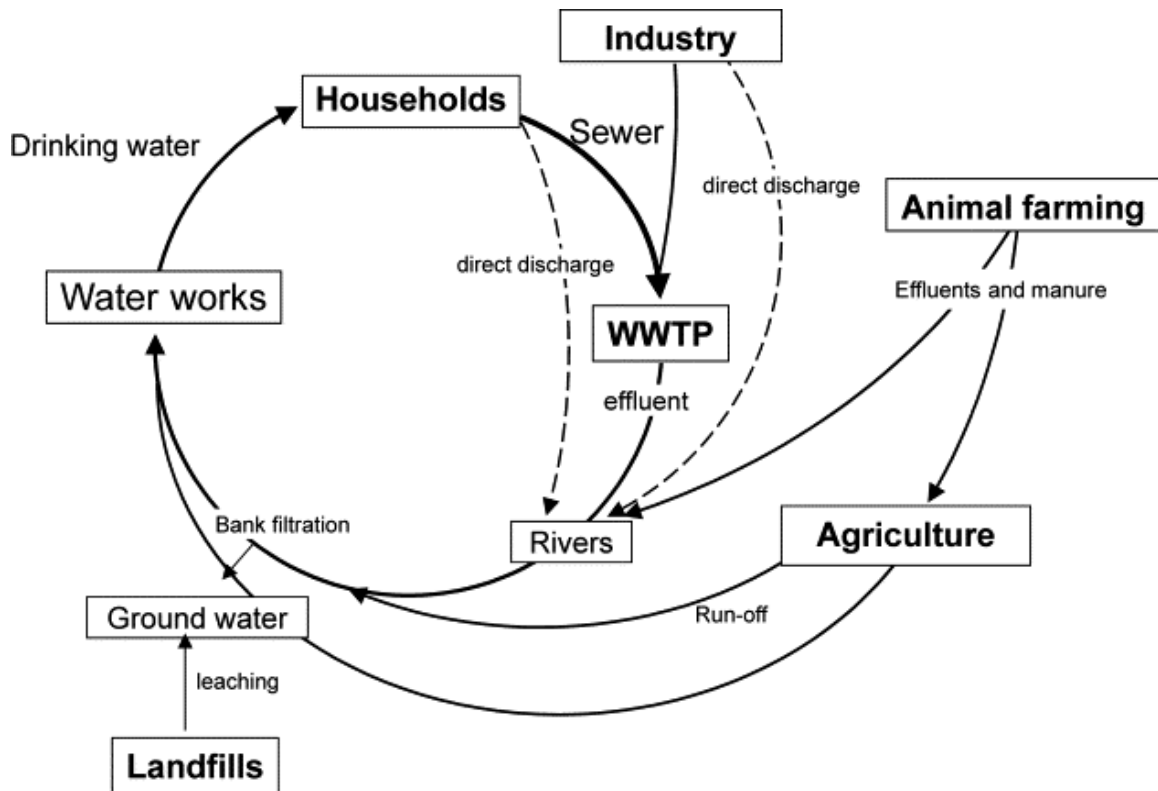 Industry
Households
Sewer
Drinking water
direct discharge
Animal farming
direct discharge
Effluents and manure
Water works
WWTP
effluent
Bank filtration
Rivers
Agriculture
Ground water
Run-off
leaching
Landfills